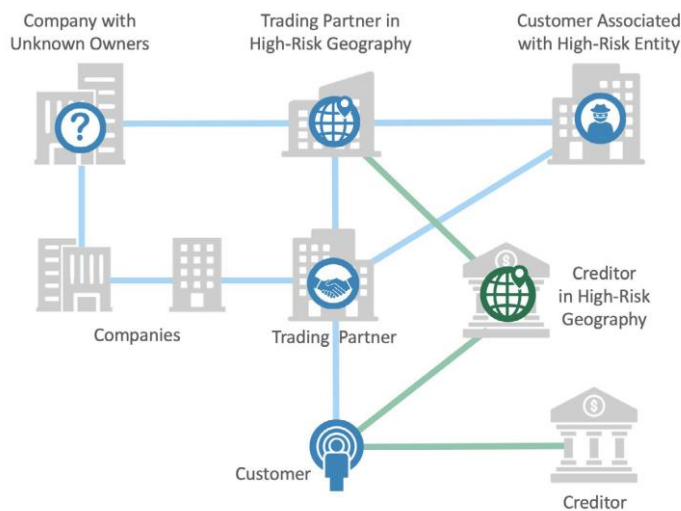 Company with
Unknown Owners
Trading Partner in
High-Risk Geography
Customer Associated
with High-Risk Entity
?
$
Creditor
in High-Risk
Geography
Companies
Trading Partner
$
Customer
Creditor